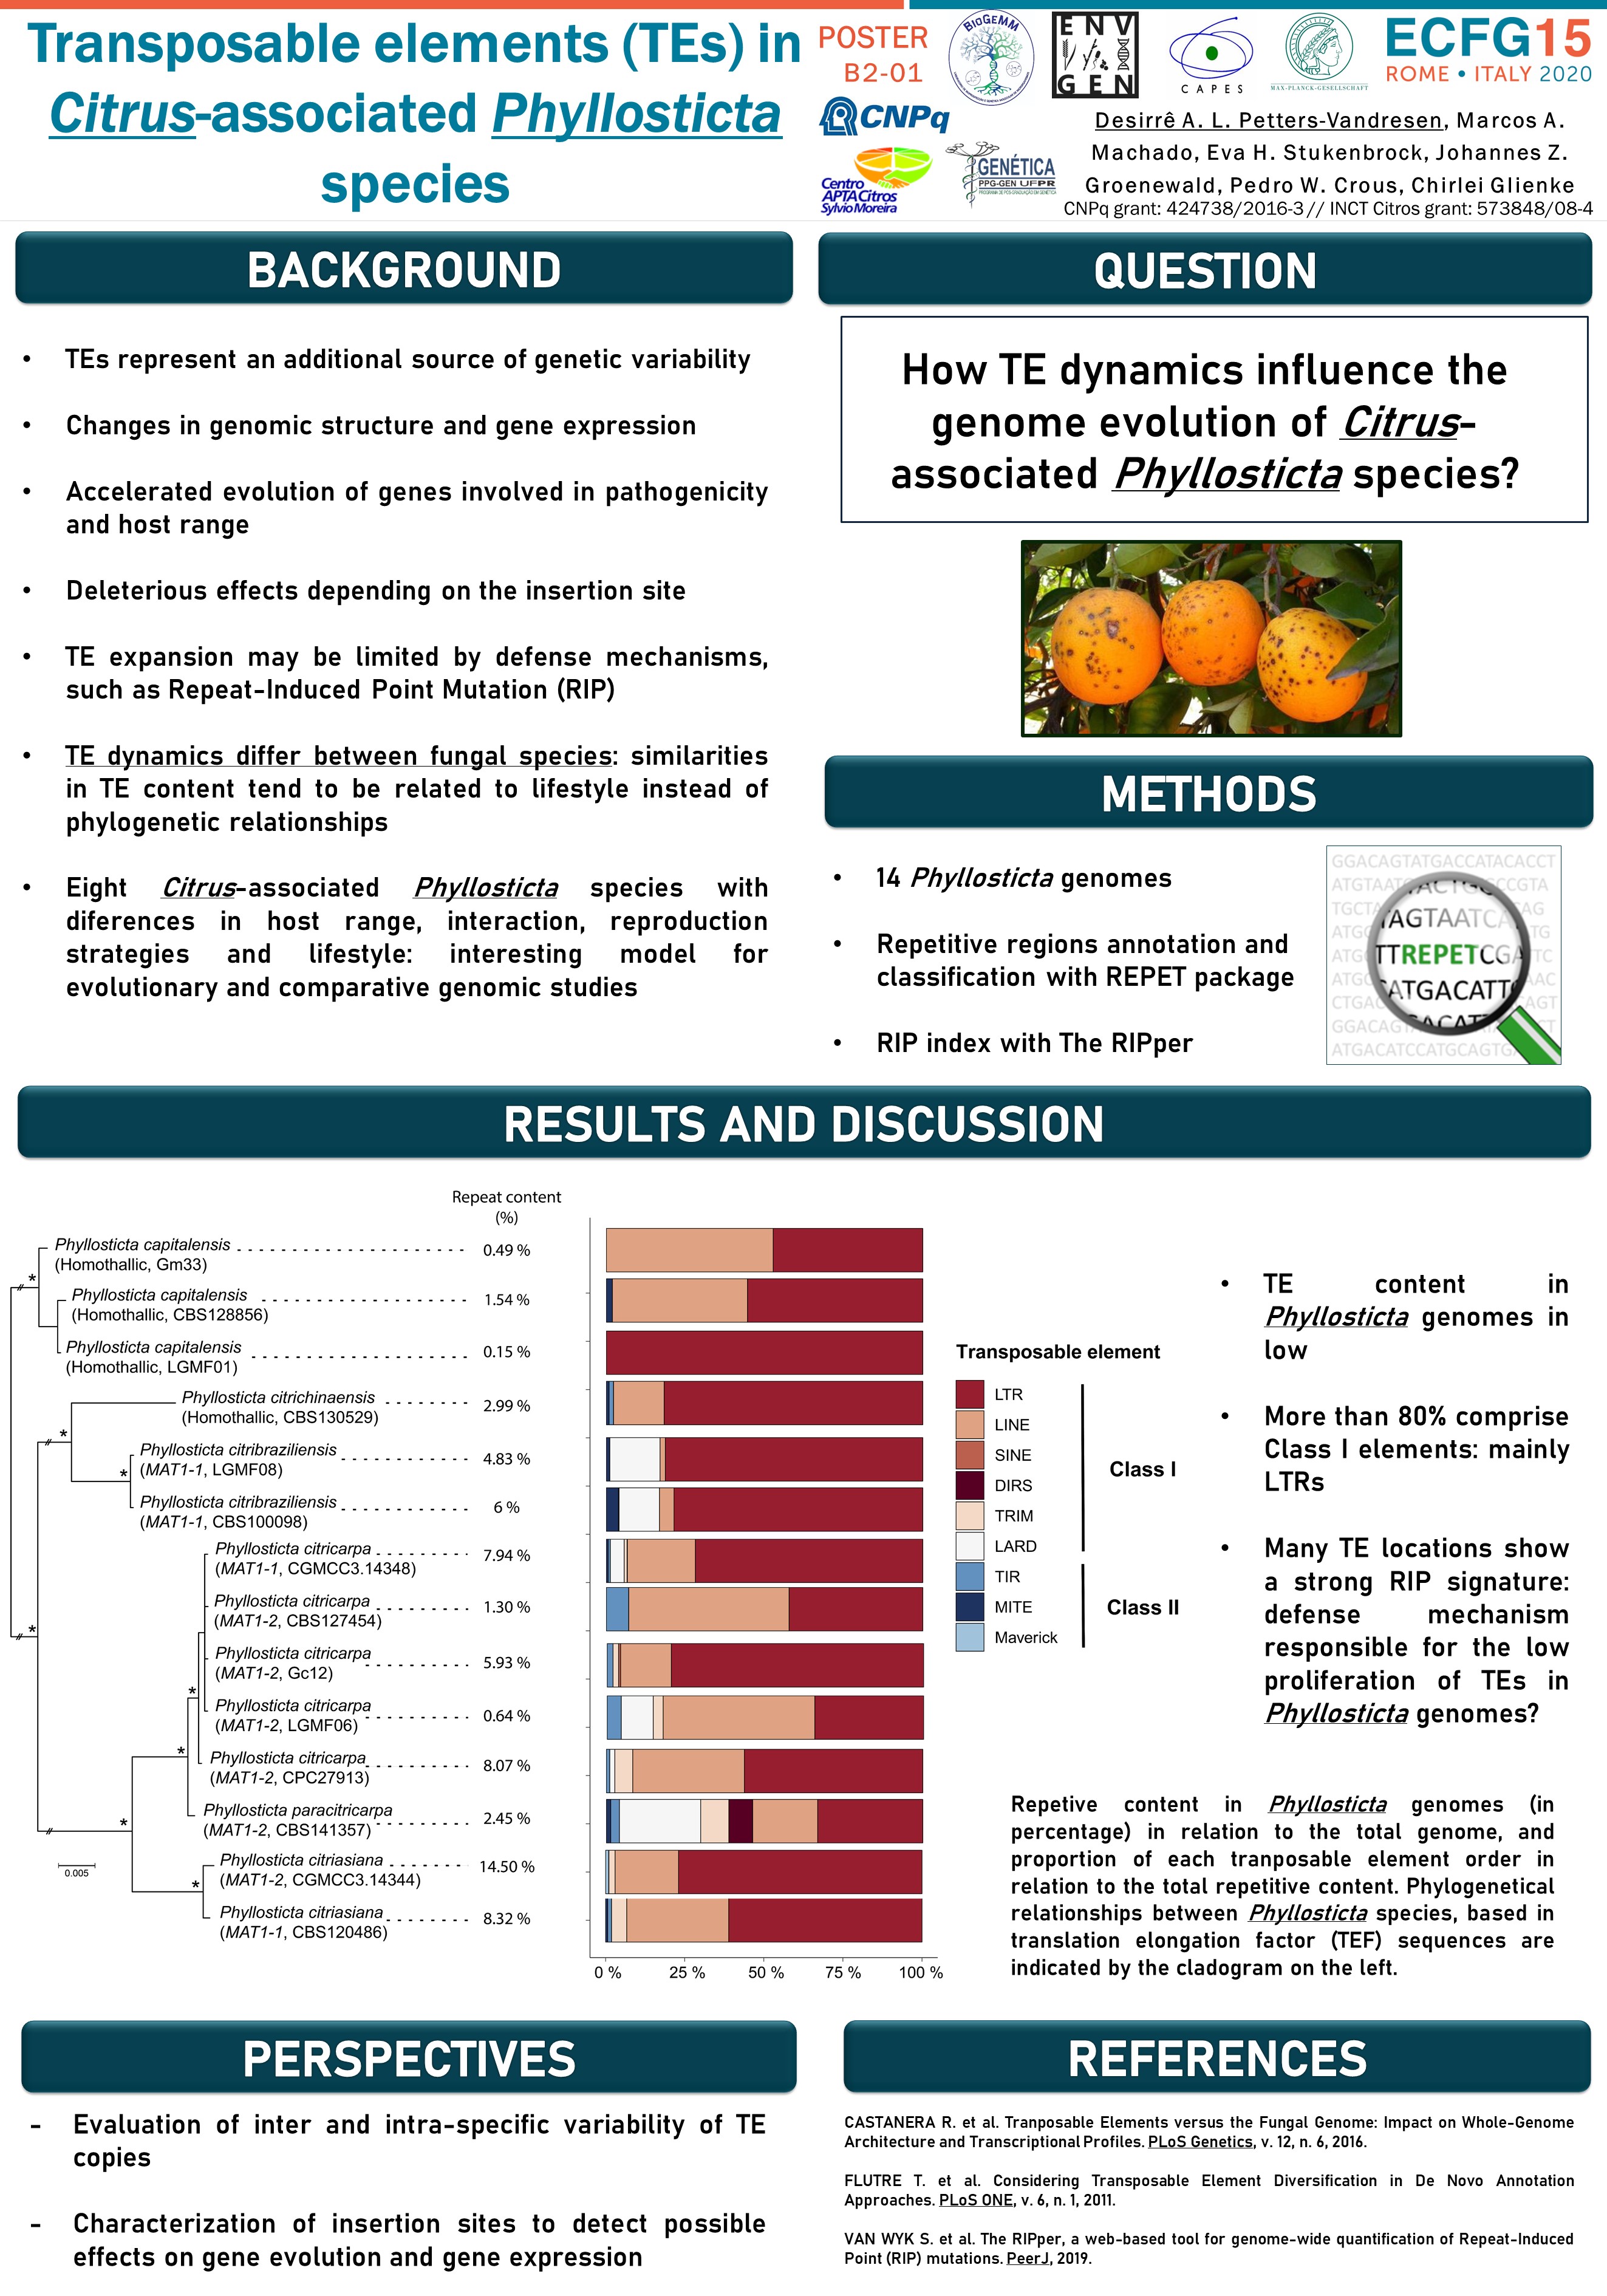 Transposable elements (TEs) in
Citrus-associated Phyllosticta
species
POSTER
B2-01
BIOGEMM
ENV
GEN
CAPES
MAX-PLANCK-GESELLSCHAFT
ECFG15
ROME • ITALY 2020
CNPq
Centro
APTACitros
Sylvio Moreira
GENÉTICA
PPG-GEN UFPR
Desirrê A. L. Petters-Vandresen, Marcos A.
Machado, Eva H. Stukenbrock, Johannes Z.
Groenewald, Pedro W. Crous, Chirlei Glienke
CNPq grant: 424738/2016-3 // INCT Citros grant: 573848/08-4
BACKGROUND
• TEs represent an additional source of genetic variability
• Changes in genomic structure and gene expression
• Accelerated evolution of genes involved in pathogenicity
and host range
• Deleterious effects depending on the insertion site
• TE expansion may be limited by defense mechanisms,
such as Repeat-Induced Point Mutation (RIP)
• TE dynamics differ between fungal species: similarities
in TE content tend to be related to lifestyle instead of
phylogenetic relationships
• Eight Citrus-associated Phyllosticta species with
diferences in host range, interaction, reproduction
strategies and lifestyle: interesting model for
evolutionary and comparative genomic studies
QUESTION
How TE dynamics influence the
genome evolution of Citrus-
associated Phyllosticta species?
METHODS
• 14 Phyllosticta genomes
• Repetitive regions annotation and
classification with REPET package
• RIP index with The RIPper
GGACAGTATGACCATACACCT
TTREPETCGA
RESULTS AND DISCUSSION
Repeat content
(%)
Phyllosticta capitalensis
(Homothallic, Gm33)
0.49 %
Phyllosticta capitalensis
(Homothallic, CBS128856)
1.54 %
Phyllosticta capitalensis
(Homothallic, LGMF01)
0.15 %
Phyllosticta citrichinaensis
(Homothallic, CBS130529)
2.99 %
Phyllosticta citribraziliensis
(MAT1-1, LGMF08)
4.83 %
Phyllosticta citribraziliensis
(MAT1-1, CBS100098)
6 %
Phyllosticta citricarpa
(MAT1-1, CGMCC3.14348)
7.94 %
Phyllosticta citricarpa
(MAT1-2, CBS127454)
1.30 %
Phyllosticta citricarpa
(MAT1-2, Gc12)
5.93 %
Phyllosticta citricarpa
(MAT1-2, LGMF06)
0.64 %
Phyllosticta citricarpa
(MAT1-2, CPC27913)
8.07 %
Phyllosticta paracitricarpa
(MAT1-2, CBS141357)
2.45 %
Phyllosticta citriasiana
(MAT1-2, CGMCC3.14344)
14.50 %
Phyllosticta citriasiana
(MAT1-1, CBS120486)
8.32 %
0.005
0 % 25 % 50 % 75 % 100 %
Transposable element
LTR
LINE
SINE
DIRS
TRIM
LARD
TIR
MITE
Maverick
Class I
Class II
• TE content in
Phyllosticta genomes in
low
• More than 80% comprise
Class I elements: mainly
LTRs
• Many TE locations show
a strong RIP signature:
defense mechanism
responsible for the low
proliferation of TEs in
Phyllosticta genomes?
Repetive content in Phyllosticta genomes (in
percentage) in relation to the total genome, and
proportion of each tranposable element order in
relation to the total repetitive content. Phylogenetical
relationships between Phyllosticta species, based in
translation elongation factor (TEF) sequences are
indicated by the cladogram on the left.
PERSPECTIVES
- Evaluation of inter and intra-specific variability of TE
copies
- Characterization of insertion sites to detect possible
effects on gene evolution and gene expression
REFERENCES
CASTANERA R. et al. Tranposable Elements versus the Fungal Genome: Impact on Whole-Genome
Architecture and Transcriptional Profiles. PLoS Genetics, v. 12, n. 6, 2016.
FLUTRE T. et al. Considering Transposable Element Diversification in De Novo Annotation
Approaches. PLoS ONE, v. 6, n. 1, 2011.
VAN WYK S. et al. The RIPper, a web-based tool for genome-wide quantification of Repeat-Induced
Point (RIP) mutations. PeerJ, 2019.